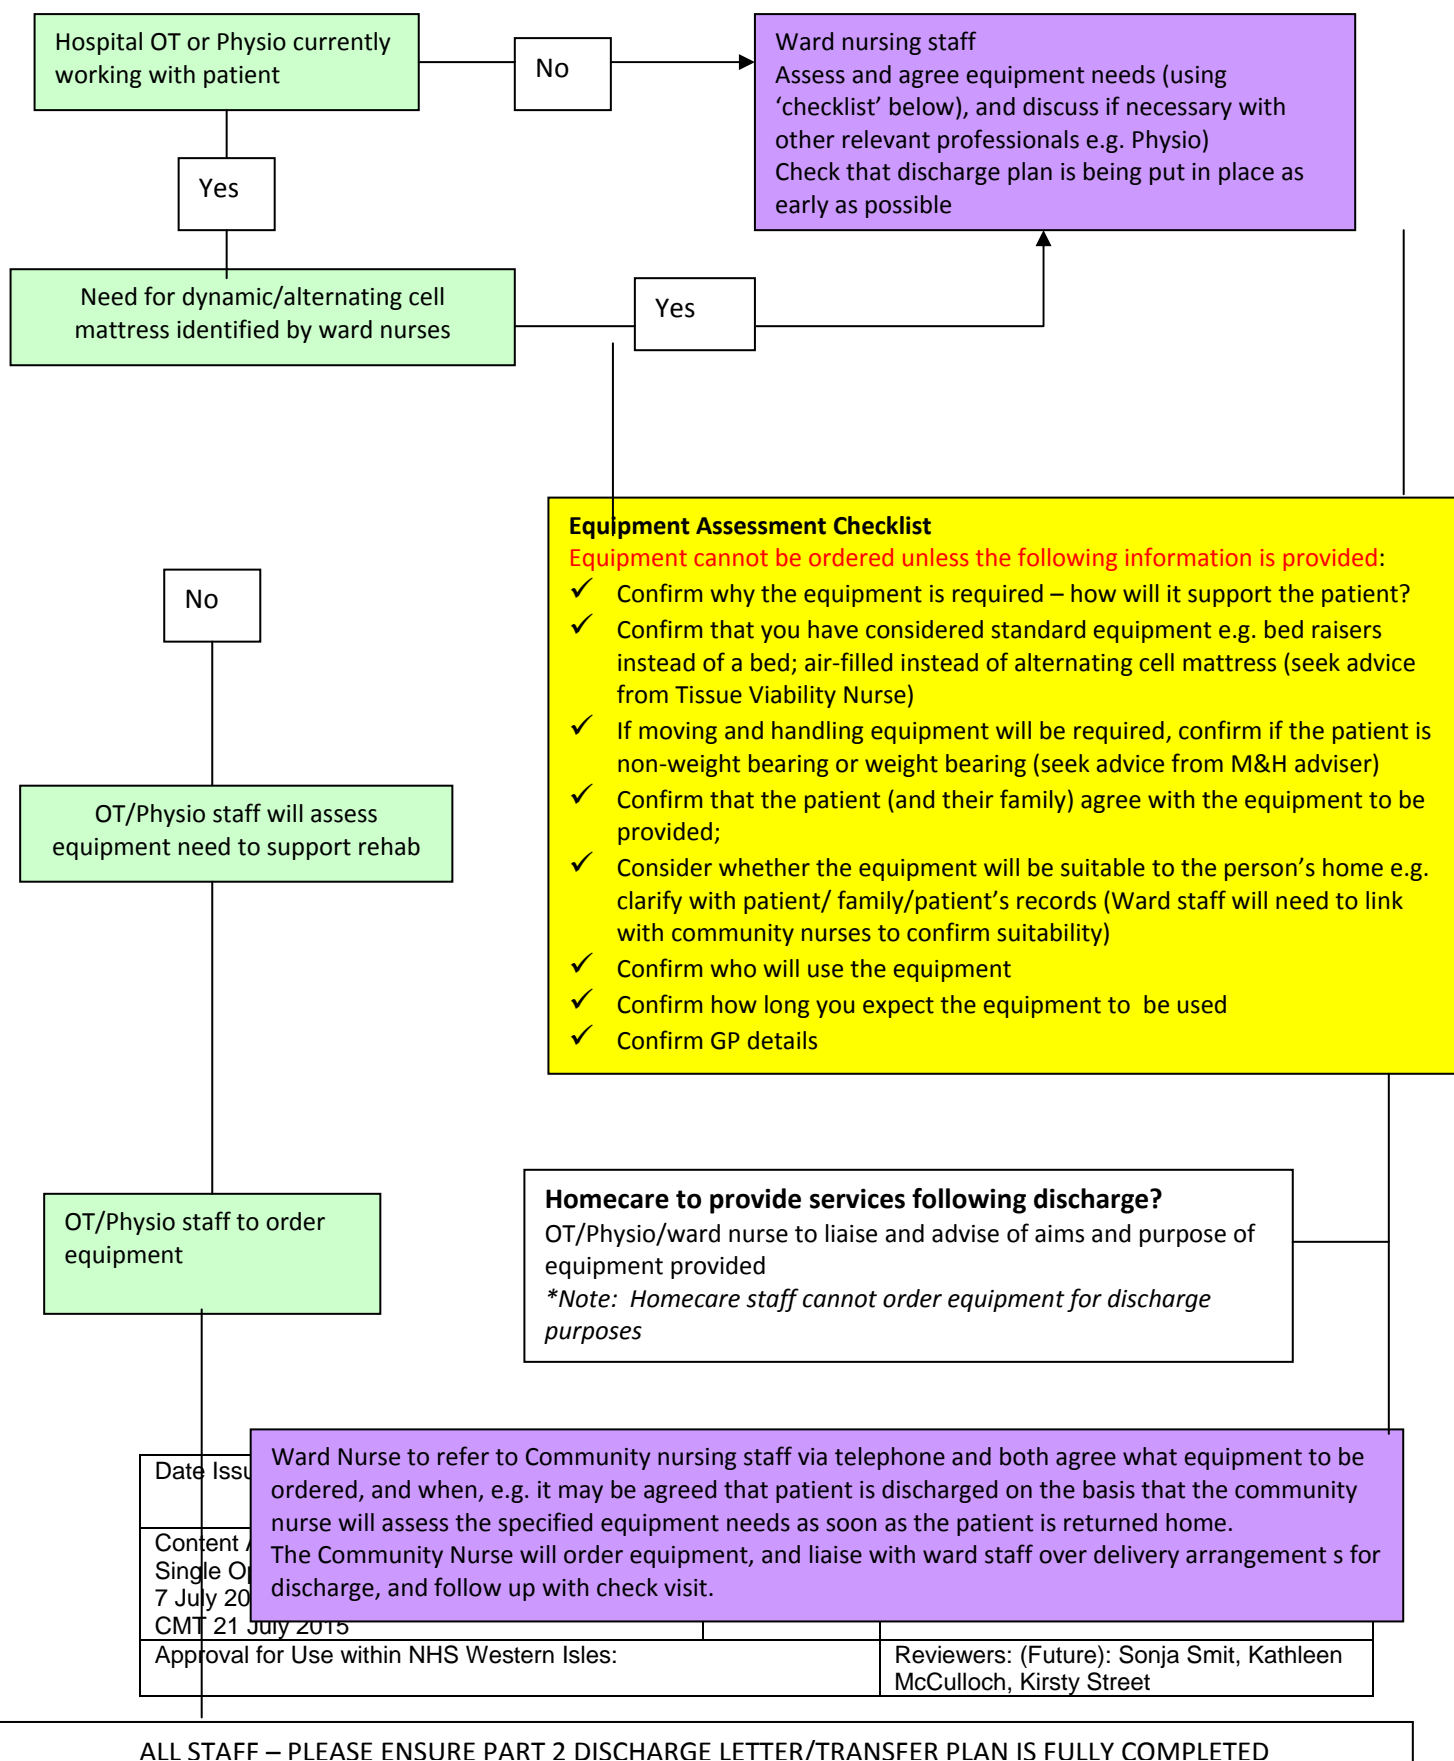 Hospital OT or Physio currently
working with patient
No
Ward nursing staff
Assess and agree equipment needs (using
‘checklist’ below), and discuss if necessary with
other relevant professionals e.g. Physio)
Check that discharge plan is being put in place as
early as possible
Yes
Need for dynamic/alternating cell
mattress identified by ward nurses
Yes
Equipment Assessment Checklist
Equipment cannot be ordered unless the following information is provided:
✓ Confirm why the equipment is required – how will it support the patient?
✓ Confirm that you have considered standard equipment e.g. bed raisers
instead of a bed; air-filled instead of alternating cell mattress (seek advice
from Tissue Viability Nurse)
✓ If moving and handling equipment will be required, confirm if the patient is
non-weight bearing or weight bearing (seek advice from M&H adviser)
✓ Confirm that the patient (and their family) agree with the equipment to be
provided;
✓ Consider whether the equipment will be suitable to the person’s home e.g.
clarify with patient/ family/patient’s records (Ward staff will need to link
with community nurses to confirm suitability)
✓ Confirm who will use the equipment
✓ Confirm how long you expect the equipment to  be used
✓ Confirm GP details
No
OT/Physio staff will assess
equipment need to support rehab
OT/Physio staff to order
equipment
Homecare to provide services following discharge?
OT/Physio/ward nurse to liaise and advise of aims and purpose of
equipment provided
*Note:  Homecare staff cannot order equipment for discharge
purposes
Ward Nurse to refer to Community nursing staff via telephone and both agree what equipment to be
ordered, and when, e.g. it may be agreed that patient is discharged on the basis that the community
nurse will assess the specified equipment needs as soon as the patient is returned home.
The Community Nurse will order equipment, and liaise with ward staff over delivery arrangement s for
discharge, and follow up with check visit.
Date
Content
Single
7 July
CMT 21 July 2015
Approval for Use within NHS Western Isles:
Reviewers: (Future): Sonja Smit, Kathleen
McCulloch, Kirsty Street
ALL STAFF – PLEASE ENSURE PART 2 DISCHARGE LETTER/TRANSFER PLAN IS FULLY COMPLETED